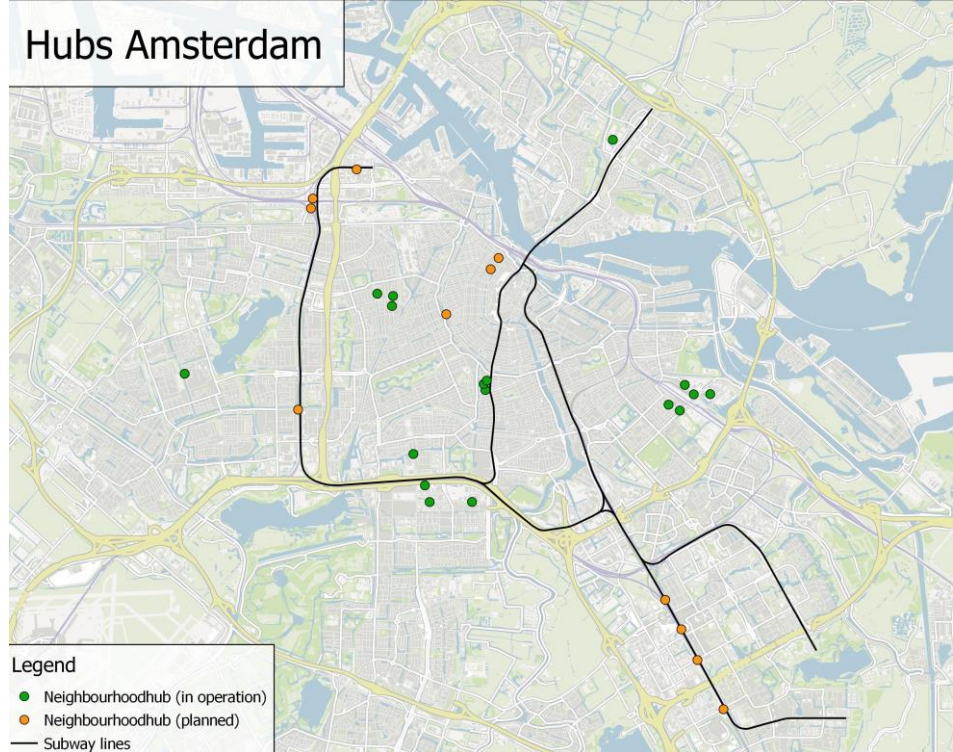 Hubs Amsterdam
Legend
Neighbourhoodhub (in operation)
Neighbourhoodhub (planned)
Subway lines